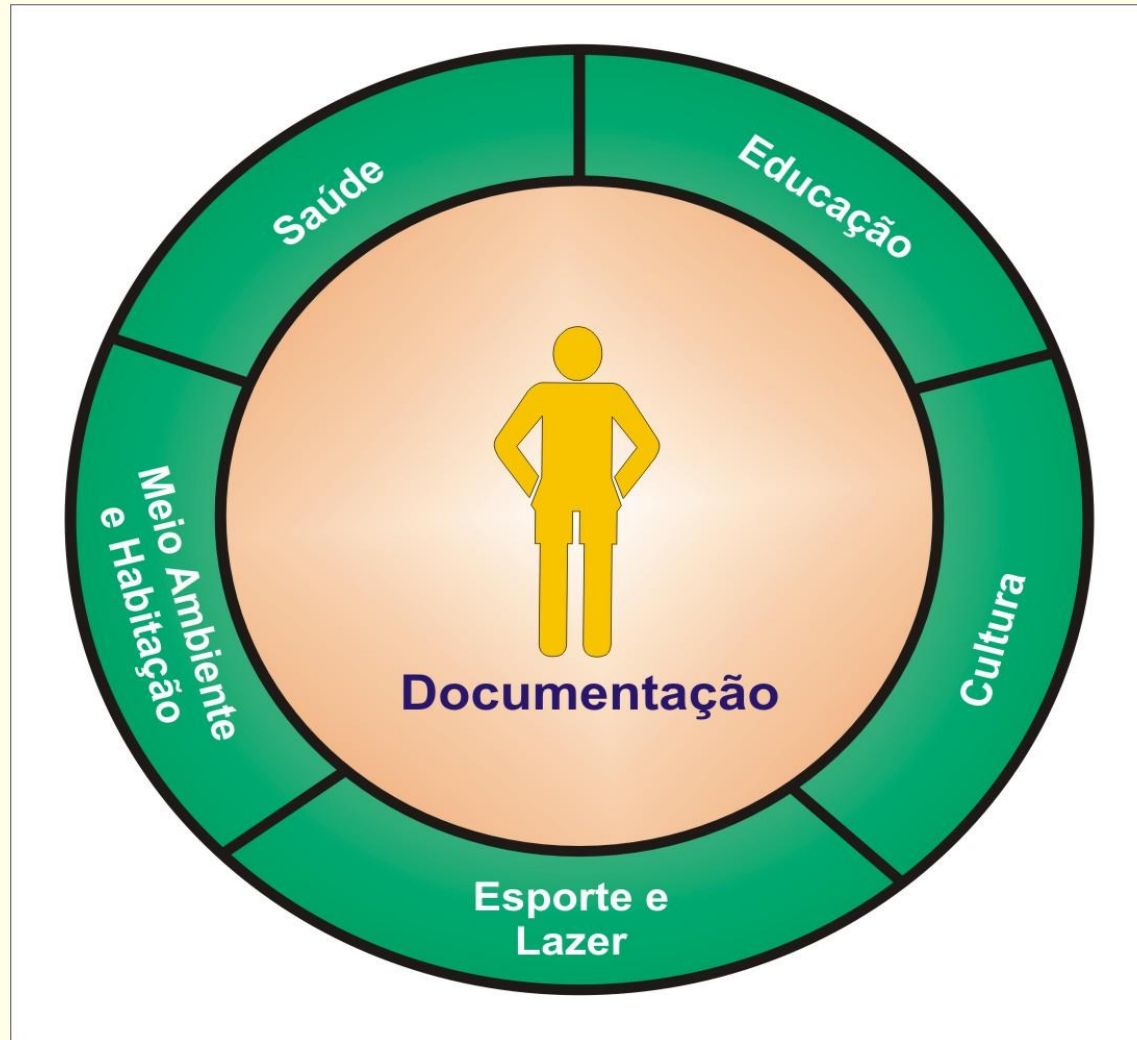 Saúde
Educação
Meio Ambiente
e Habitação
Cultura
Documentação
Esporte e
Lazer